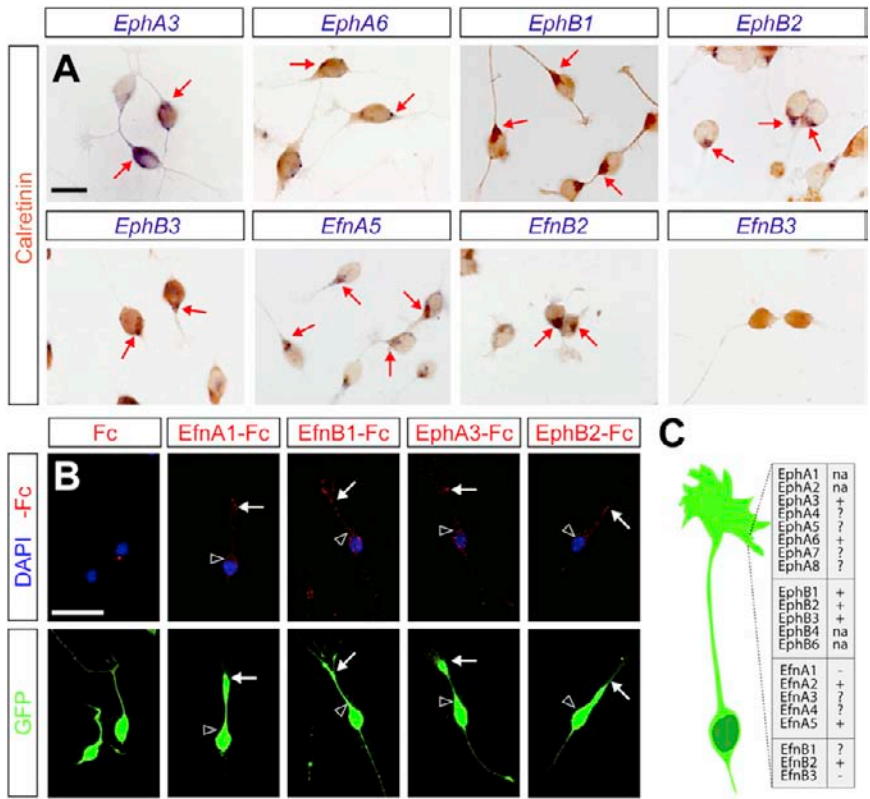 EphA3 EphA6 EphB1 EphB2
A
Calretinin
EphB3 EfnA5 EfnB2 EfnB3
Fc EfnA1-Fc EfnB1-Fc EphA3-Fc EphB2-Fc
B
DAPI -Fc
GFP
C
EphA1 na
EphA2 na
EphA3 +
EphA4 ?
EphA5 ?
EphA6 +
EphA7 ?
EphA8 ?
EphB1 +
EphB2 +
EphB3 +
EphB4 na
EphB6 na
EfnA1 -
EfnA2 +
EfnA3 ?
EfnA4 ?
EfnA5 +
EfnB1 ?
EfnB2 +
EfnB3 -